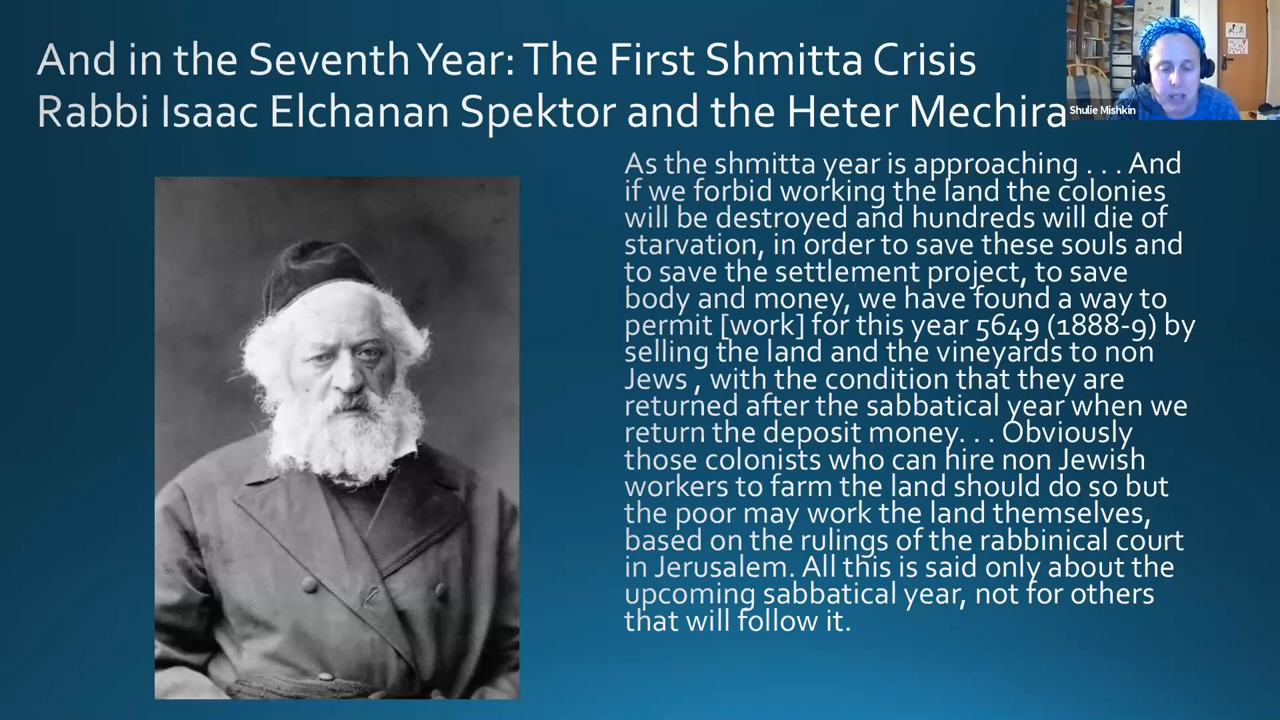 And in the Seventh Year: The First Shmitta Crisis
Rabbi Isaac Elchanan Spektor and the Heter Mechira
Shulie Mishkin
As the shmitta year is approaching . . . And
if we forbid working the land the colonies
will be destroyed and hundreds will die of
starvation, in order to save these souls and
to save the settlement project, to save
body and money, we have found a way to
permit [work] for this year 5649 (1888-9) by
selling the land and the vineyards to non
Jews , with the condition that they are
returned after the sabbatical year when we
return the deposit money. . . Obviously
those colonists who can hire non Jewish
workers to farm the land should do so but
the poor may work the land themselves,
based on the rulings of the rabbinical court
in Jerusalem. All this is said only about the
upcoming sabbatical year, not for others
that will follow it.